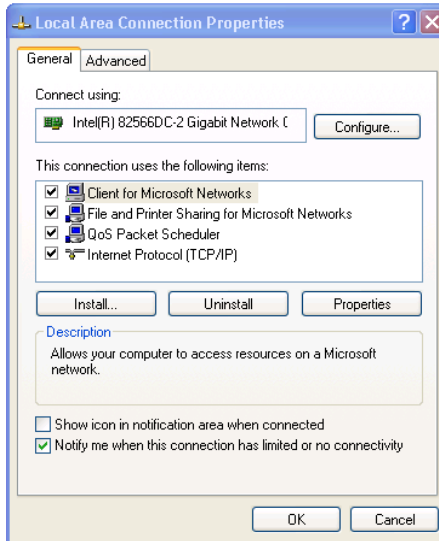 Local Area Connection Properties
General Advanced
Connect using:
Intel(R) 82566DC-2 Gigabit Network C
Configure...
This connection uses the following items:
Client for Microsoft Networks
File and Printer Sharing for Microsoft Networks
QoS Packet Scheduler
Internet Protocol (TCP/IP)
Install... Uninstall Properties
Description
Allows your computer to access resources on a Microsoft
network.
Show icon in notification area when connected
Notify me when this connection has limited or no connectivity
OK Cancel